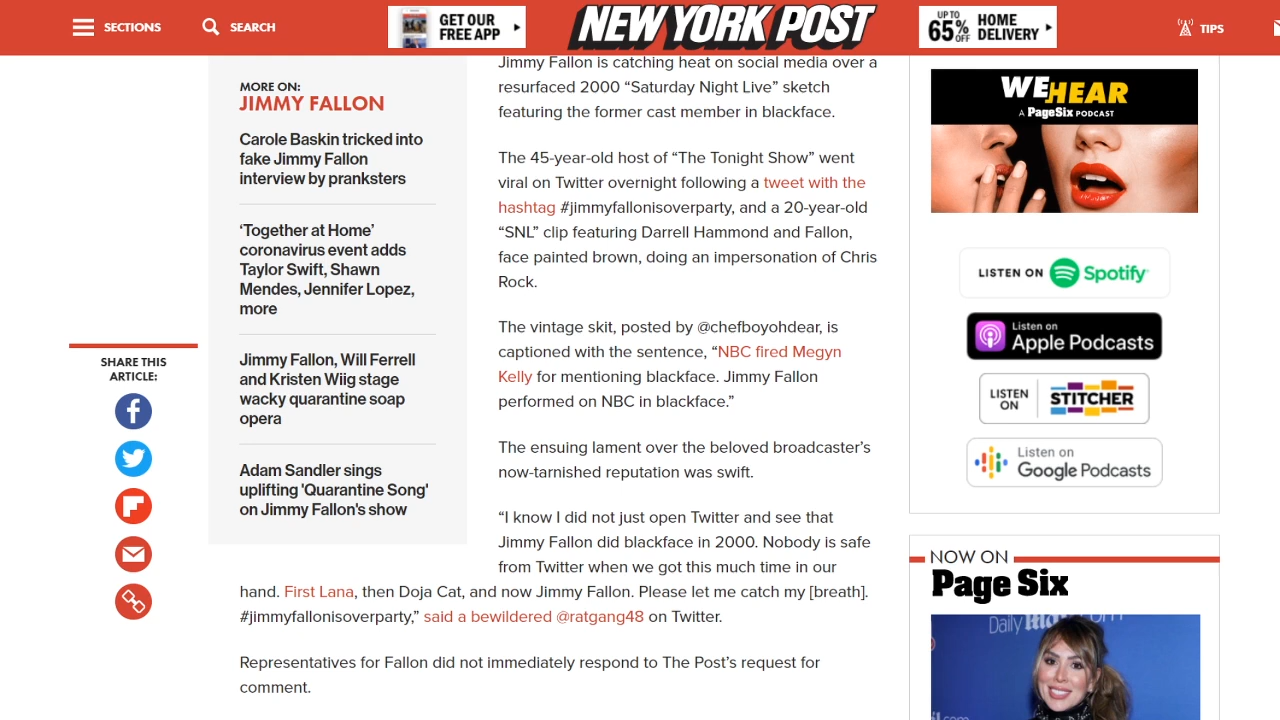 SECTIONS
SEARCH
GET OUR
FREE APP
NEW YORK POST
UP TO
65% OFF
HOME
DELIVERY
TIPS
MORE ON:
JIMMY FALLON
Carole Baskin tricked into
fake Jimmy Fallon
interview by pranksters
‘Together at Home’
coronavirus event adds
Taylor Swift, Shawn
Mendes, Jennifer Lopez,
more
Jimmy Fallon, Will Ferrell
and Kristen Wiig stage
wacky quarantine soap
opera
Adam Sandler sings
uplifting 'Quarantine Song'
on Jimmy Fallon's show
SHARE THIS
ARTICLE:
Jimmy Fallon is catching heat on social media over a
resurfaced 2000 “Saturday Night Live” sketch
featuring the former cast member in blackface.
The 45-year-old host of “The Tonight Show” went
viral on Twitter overnight following a tweet with the
hashtag #jimmyfallonisoverparty, and a 20-year-old
“SNL” clip featuring Darrell Hammond and Fallon,
face painted brown, doing an impersonation of Chris
Rock.
The vintage skit, posted by @chefboyohdear, is
captioned with the sentence, “NBC fired Megyn
Kelly for mentioning blackface. Jimmy Fallon
performed on NBC in blackface.”
The ensuing lament over the beloved broadcaster’s
now-tarnished reputation was swift.
“I know I did not just open Twitter and see that
Jimmy Fallon did blackface in 2000. Nobody is safe
from Twitter when we got this much time in our
hand. First Lana, then Doja Cat, and now Jimmy Fallon. Please let me catch my [breath].
#jimmyfallonisoverparty,” said a bewildered @ratgang48 on Twitter.
Representatives for Fallon did not immediately respond to The Post’s request for
comment.
WE HEAR
A PageSix PODCAST
LISTEN ON Spotify
Listen on
Apple Podcasts
LISTEN
ON
STITCHER
Listen on
Google Podcasts
NOW ON
Page Six
Daily Mail.com